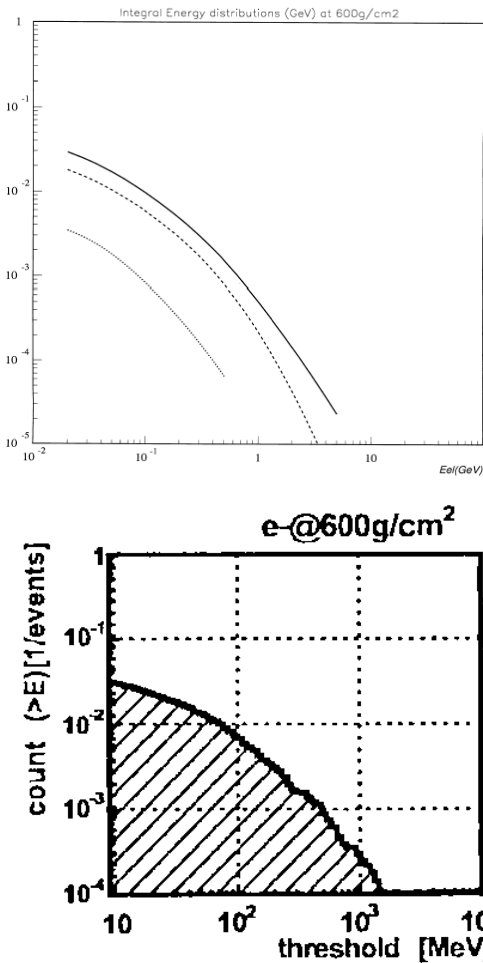 Integral Energy distributions (GeV) at 600g/cm2
1
10 -1
10 -2
10 -3
10 -4
10 -5
10 -2 10 -1 1 10
Eel(GeV)
e-@600g/cm2
count (>E)[1/events]
1
10-1
10-2
10-3
10-4
10 102 103
threshold [MeV